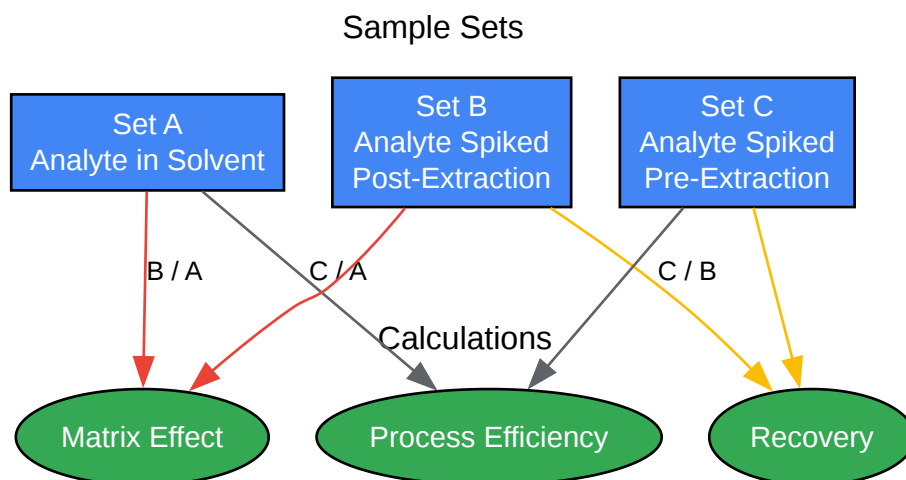 Sample Sets
Set A
Analyte in Solvent
Set B
Analyte Spiked
Post-Extraction
Set C
Analyte Spiked
Pre-Extraction
B / A
C / A
C / B
Calculations
Matrix Effect
Process Efficiency
Recovery